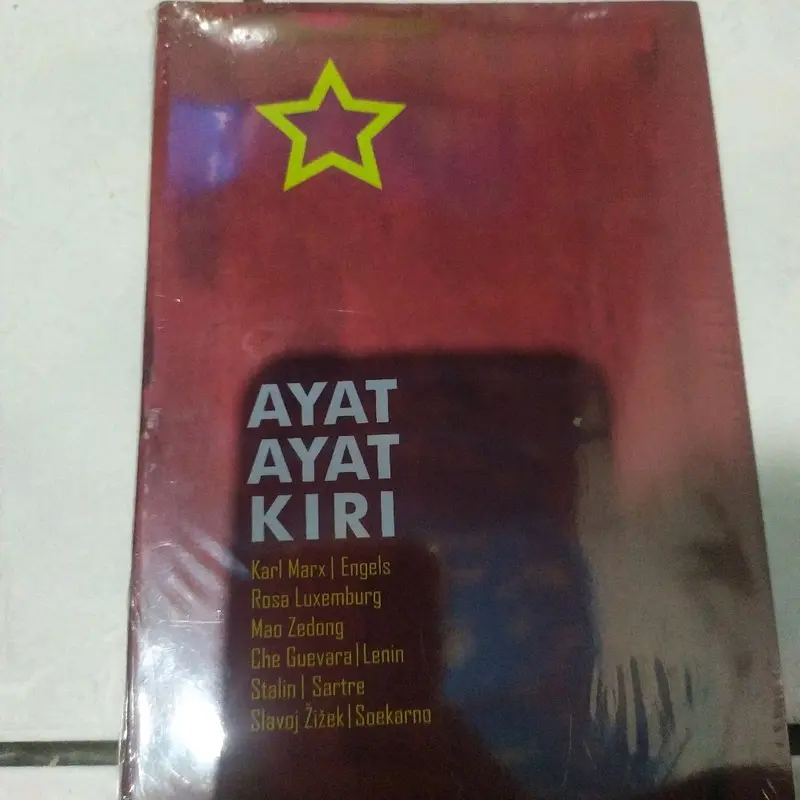 AYAT
AYAT
KIRI
Karl Marx | Engels
Rosa Luxemburg
Mao Zedong
Che Guevara | Lenin
Stalin | Sartre
Slavoj Žižek | Soekarno